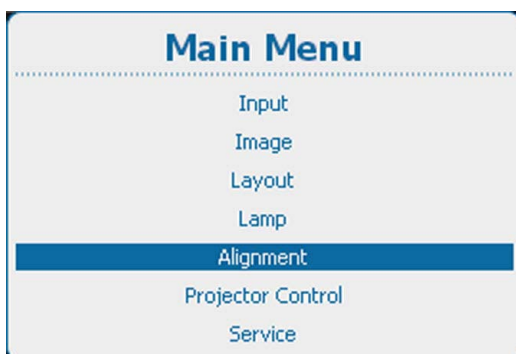 Main Menu
Input
Image
Layout
Lamp
Alignment
Projector Control
Service